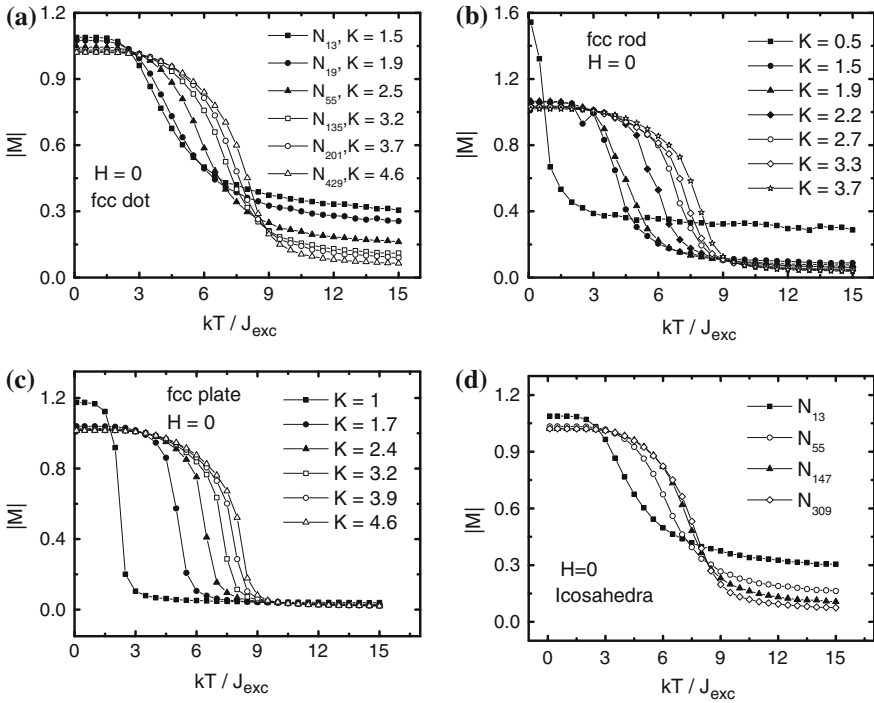 (a)
1.2
0.9
0.6
0.3
0.0
|M|
H = 0
fcc dot
N13, K = 1.5
N19, K = 1.9
N55, K = 2.5
N135, K = 3.2
N201, K = 3.7
N429, K = 4.6
0 3 6 9 12 15
kT / Jexc
(b)
1.6
1.2
0.8
0.4
0.0
|M|
fcc rod
H = 0
K = 0.5
K = 1.5
K = 1.9
K = 2.2
K = 2.7
K = 3.3
K = 3.7
0 3 6 9 12 15
kT / Jexc
(c)
1.2
0.8
0.4
0.0
|M|
fcc plate
H = 0
K = 1
K = 1.7
K = 2.4
K = 3.2
K = 3.9
K = 4.6
0 3 6 9 12 15
kT / Jexc
(d)
1.2
0.9
0.6
0.3
0.0
|M|
H=0
Icosahedra
N13
N55
N147
N309
0 3 6 9 12 15
kT / Jexc